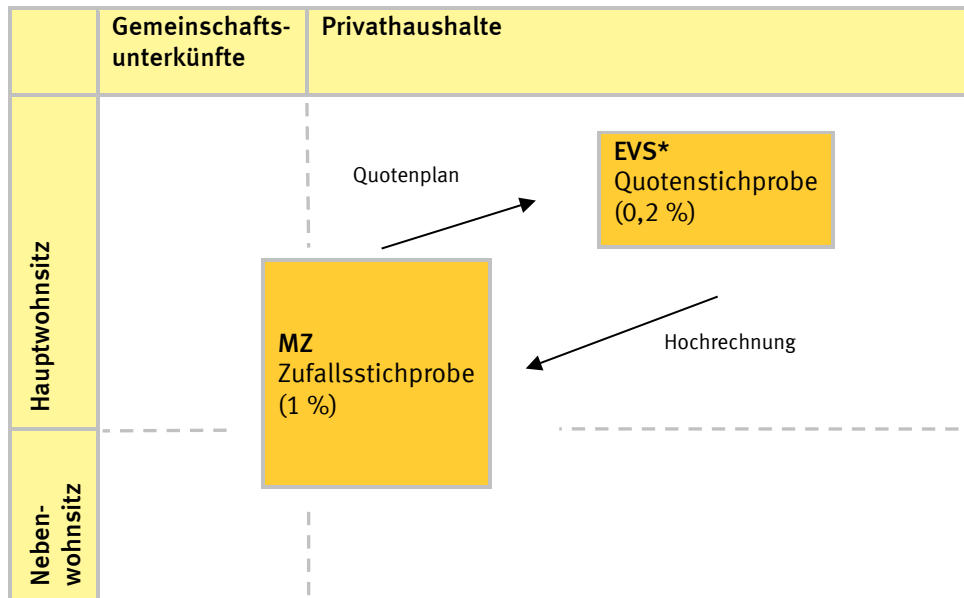 Gemeinschafts-
unterkünfte
Privathaushalte
Hauptwohnsitz
Quotenplan
EVS*
Quotenstichprobe
(0,2 %)
MZ
Zufallsstichprobe
(1 %)
Hochrechnung
Neben-
wohnsitz